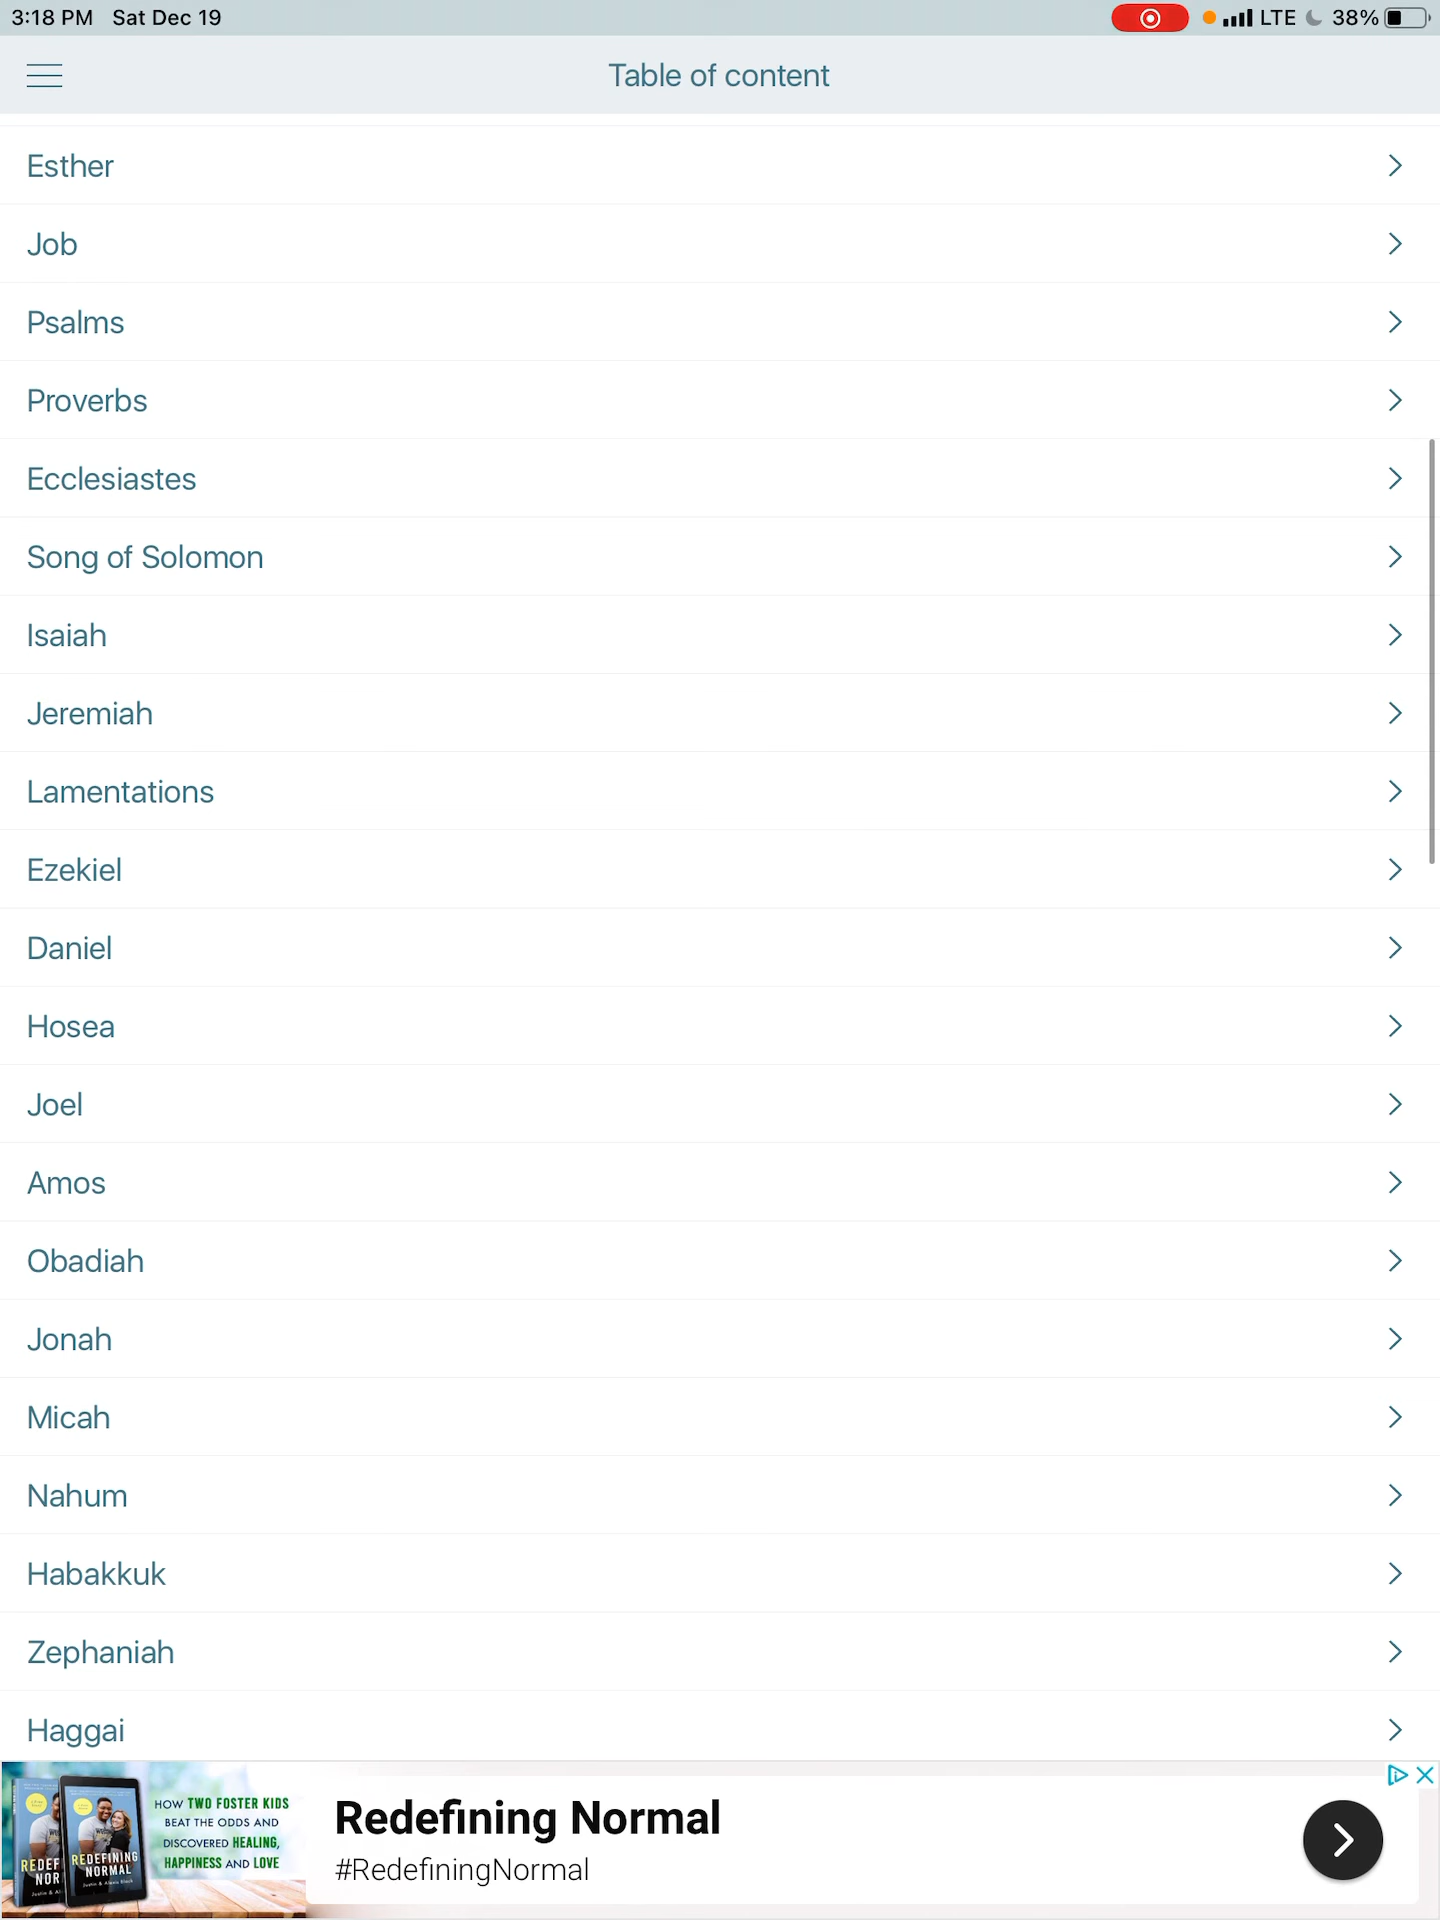 3:18 PM Sat Dec 19 LTE 38%
Table of content
Esther
Job
Psalms
Proverbs
Ecclesiastes
Song of Solomon
Isaiah
Jeremiah
Lamentations
Ezekiel
Daniel
Hosea
Joel
Amos
Obadiah
Jonah
Micah
Nahum
Habakkuk
Zephaniah
Haggai
HOW TWO FOSTER KIDS
BEAT THE ODDS AND
DISCOVERED HEALING,
HAPPINESS AND LOVE
REDEFINING
NORMAL
Redefining Normal
#RedefiningNormal